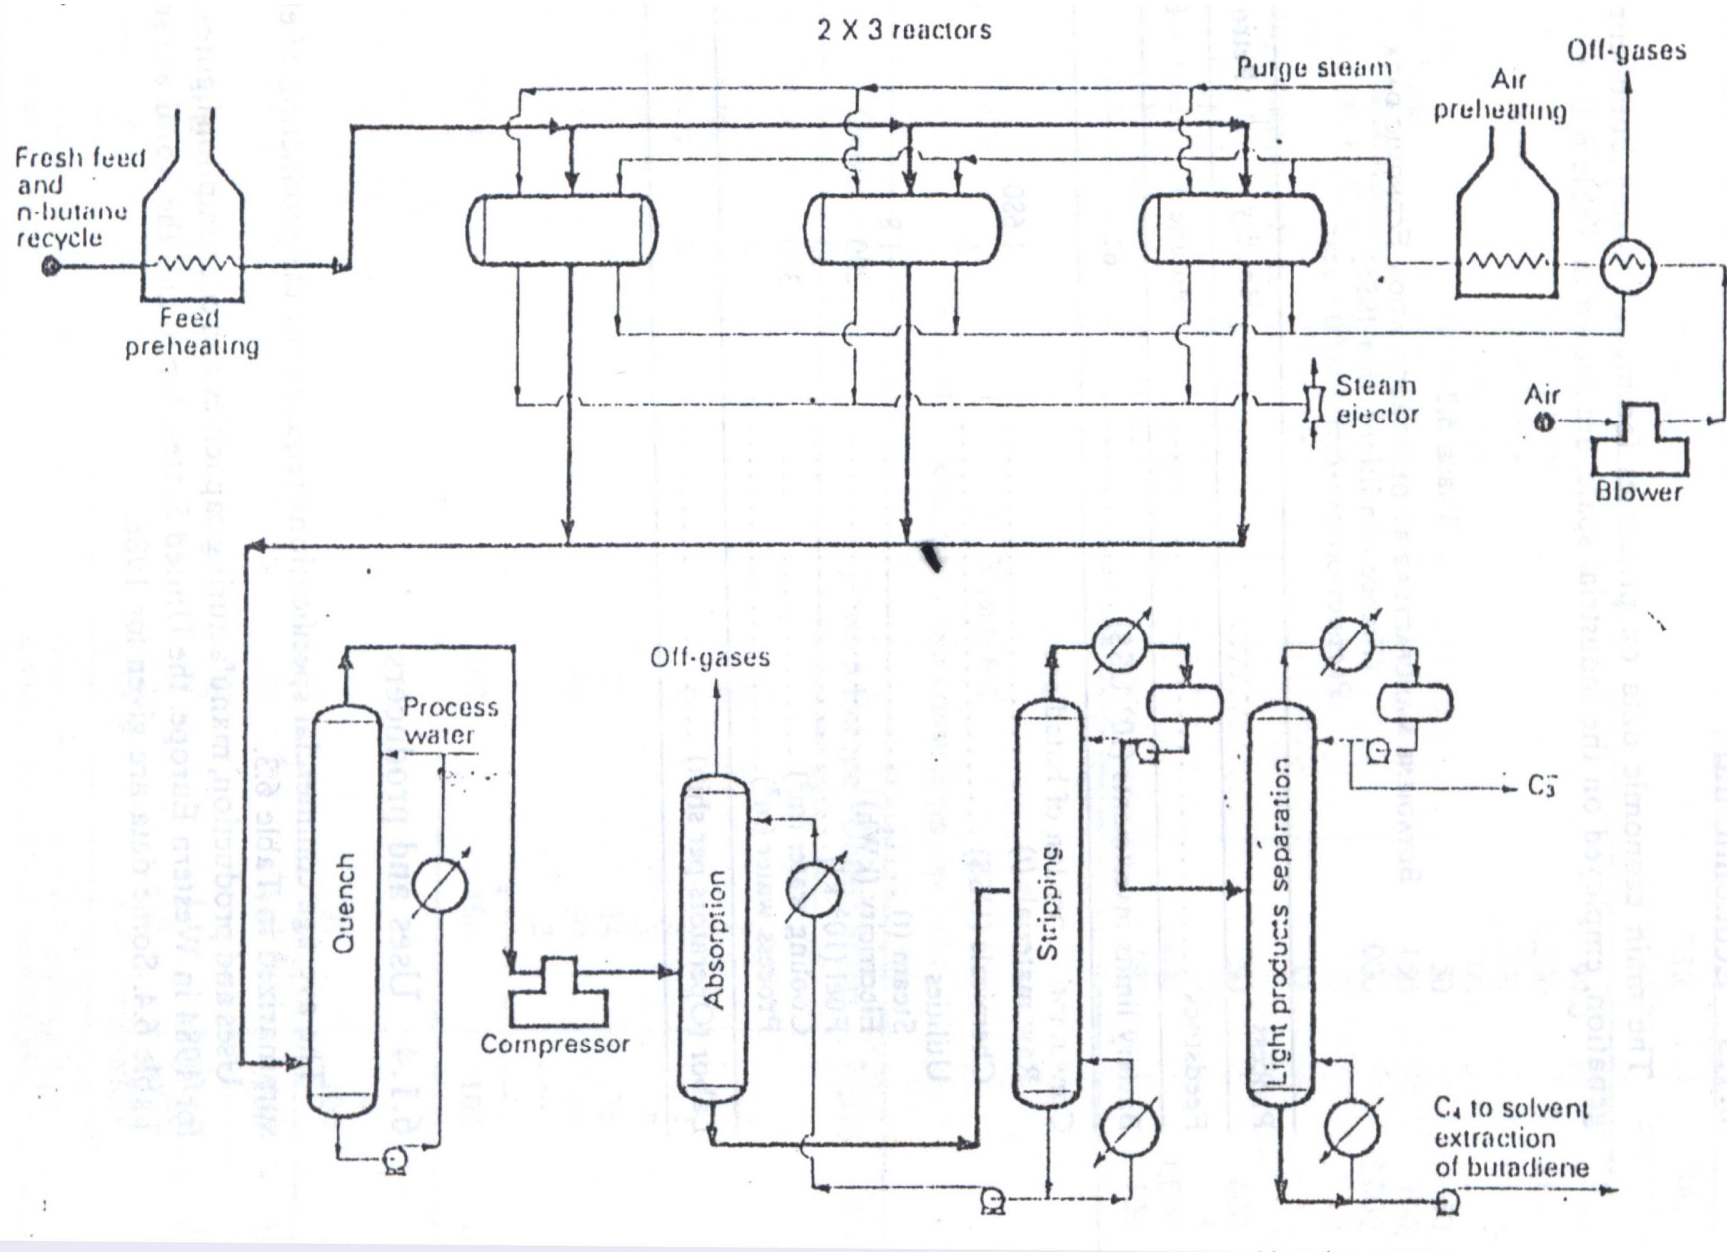 2 X 3 reactors
Purge steam
Off-gases
Air
preheating
Fresh feed
and
n-butane
recycle
Feed
preheating
Steam
ejector
Air
Blower
Off-gases
Process
water
Quench
Compressor
Absorption
Stripping
Light products separation
C₃⁻
C₄ to solvent
extraction
of butadiene